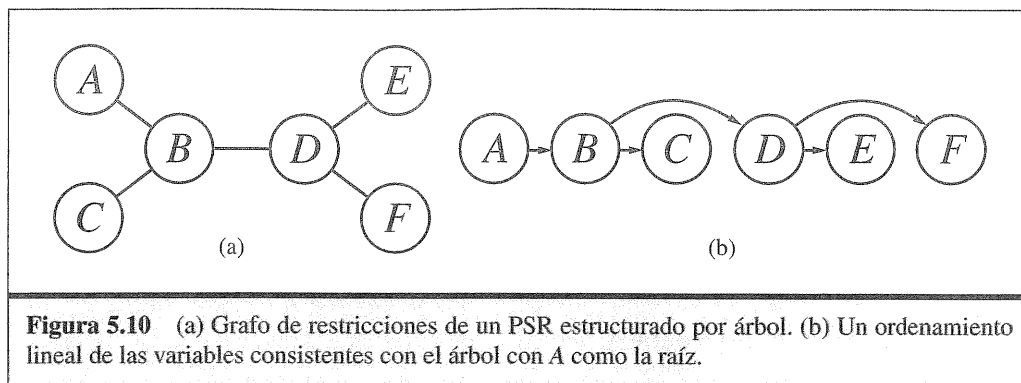 A
E
B
D
A B C D E F
C
F
(a)
(b)
Figura 5.10 (a) Grafo de restricciones de un PSR estructurado por árbol. (b) Un ordenamiento
lineal de las variables consistentes con el árbol con A como la raíz.